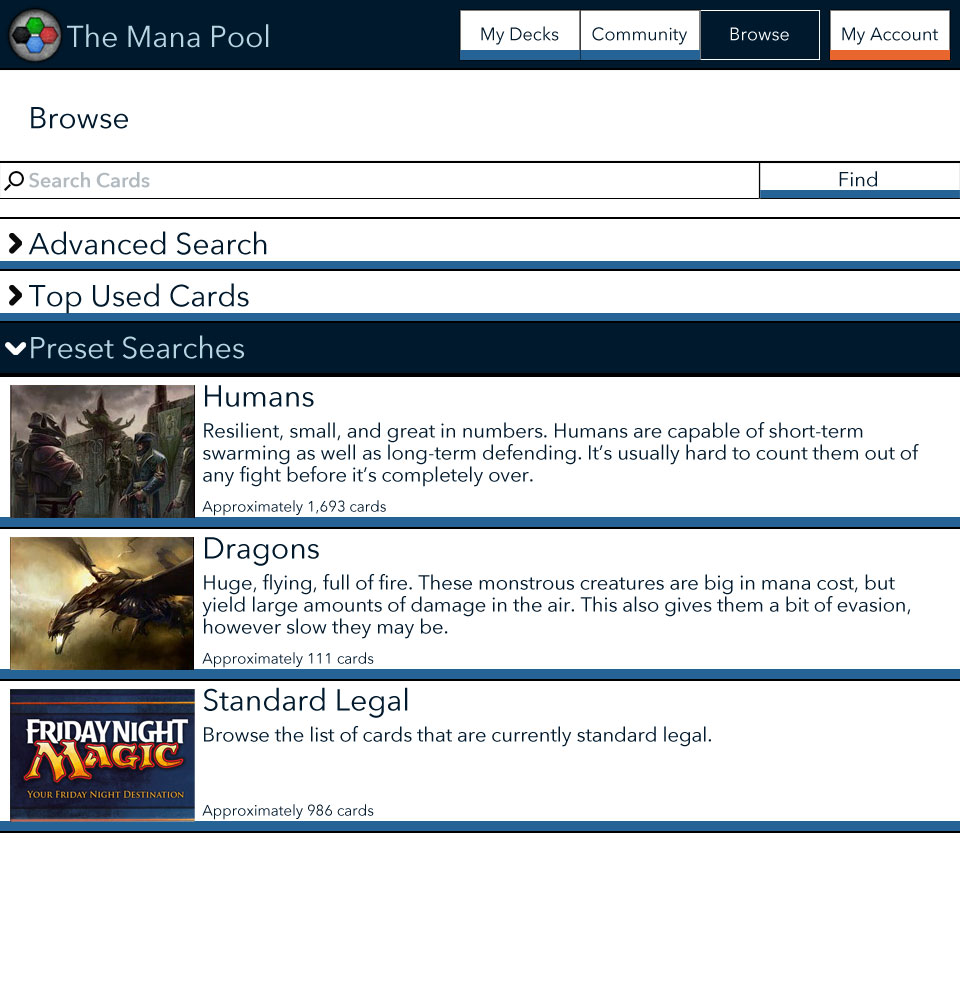 The Mana Pool
My Decks
Community
Browse
My Account
Browse
Search Cards
Find
Advanced Search
Top Used Cards
Preset Searches
Humans
Resilient, small, and great in numbers. Humans are capable of short-term
swarming as well as long-term defending. It’s usually hard to count them out of
any fight before it’s completely over.
Approximately 1,693 cards
Dragons
Huge, flying, full of fire. These monstrous creatures are big in mana cost, but
yield large amounts of damage in the air. This also gives them a bit of evasion,
however slow they may be.
Approximately 111 cards
FRIDAY NIGHT
MAGIC
YOUR FRIDAY NIGHT DESTINATION
Standard Legal
Browse the list of cards that are currently standard legal.
Approximately 986 cards